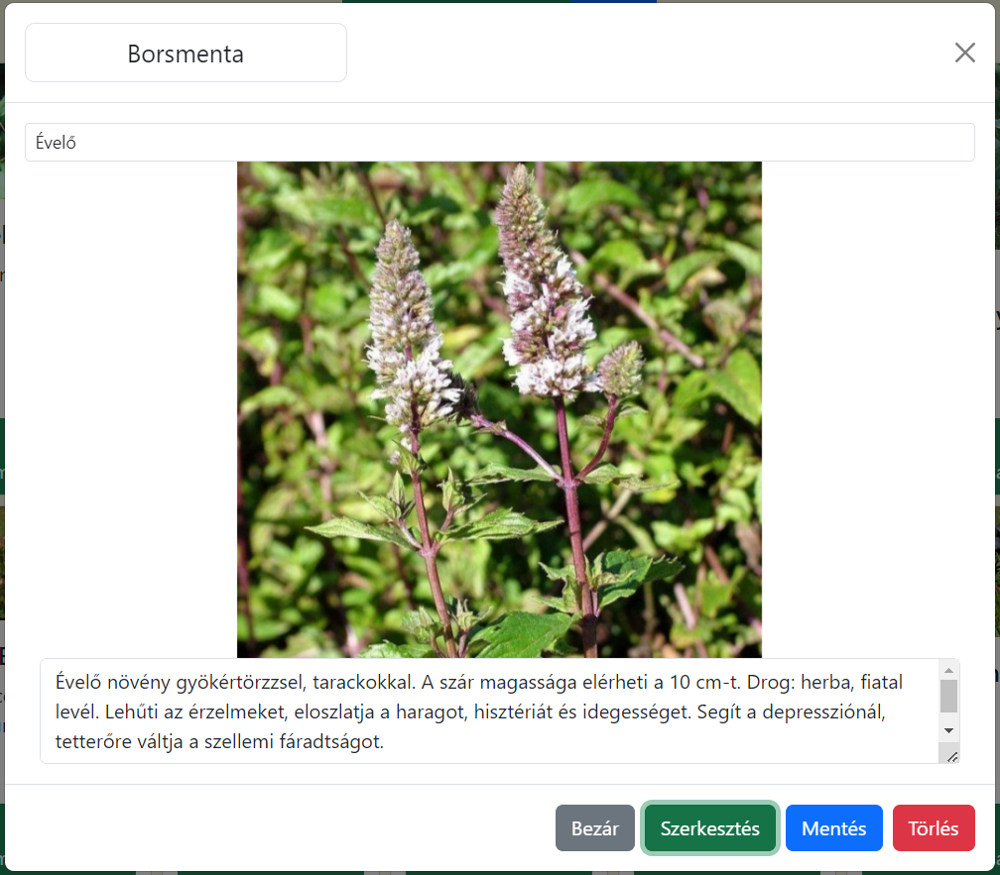 Borsmenta
Évelő
Évelő növény gyökértörzzsel, tarackokkal. A szár magassága elérheti a 10 cm-t. Drog: herba, fiatal
levél. Lehűti az érzelmeket, eloszlatja a haragot, hisztériát és idegességet. Segít a depressziónál,
tetterőre váltja a szellemi fáradtságot.
Bezár
Szerkesztés
Mentés
Törlés